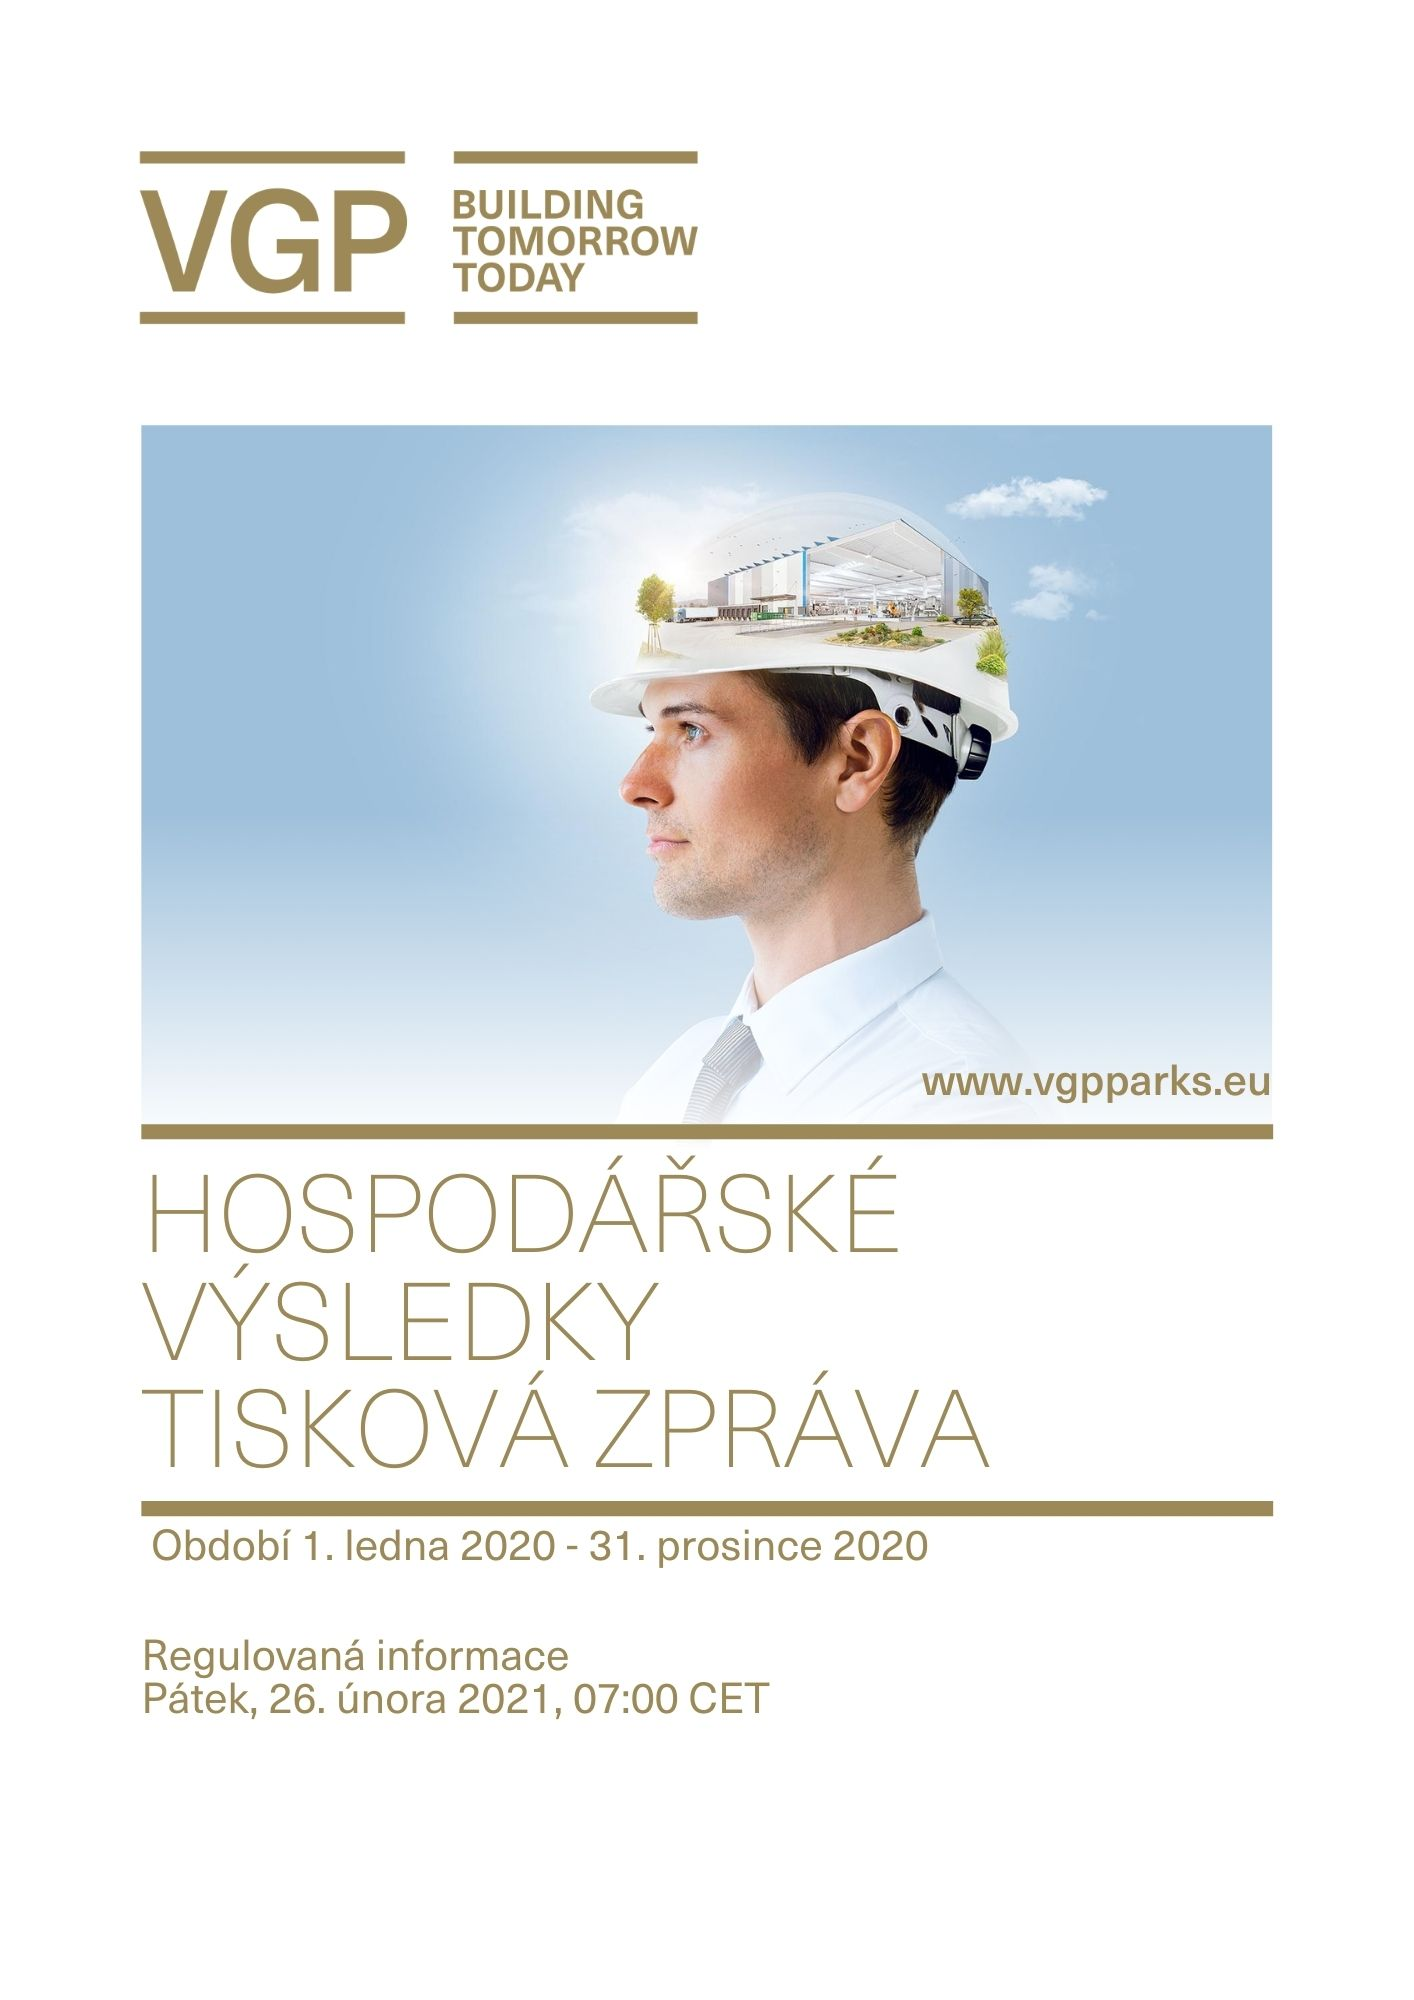 VGP
BUILDING
TOMORROW
TODAY
www.vgpparks.eu
HOSPODÁŘSKÉ
VÝSLEDKY
TISKOVÁ ZPRÁVA
Období 1. ledna 2020 - 31. prosince 2020
Regulovaná informace
Pátek, 26. února 2021, 07:00 CET